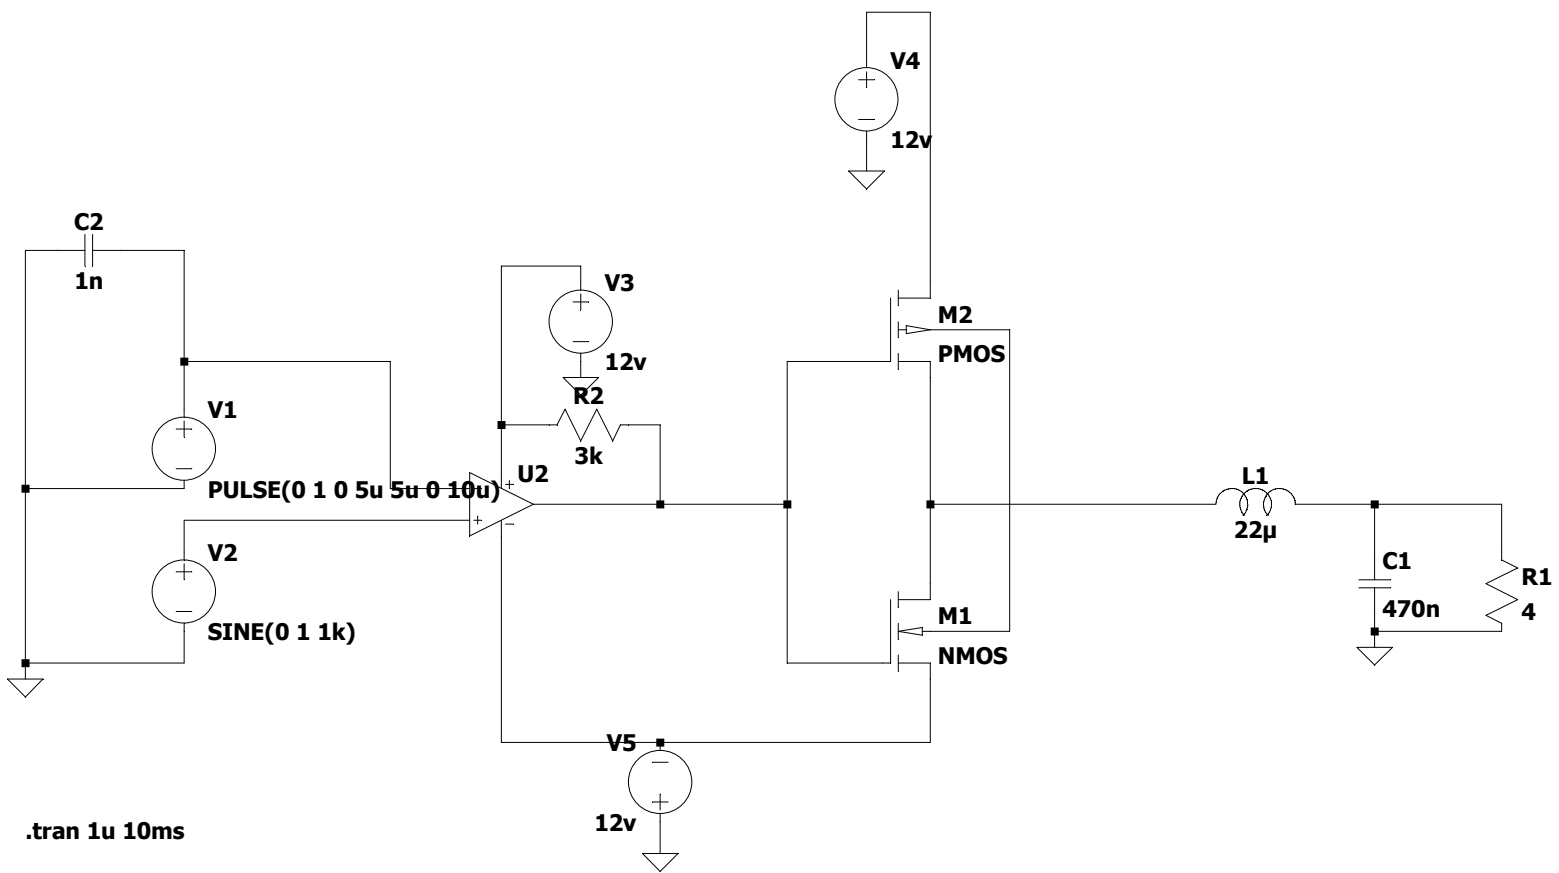 V4
12v
C2
1n
V3
12v
M2
PMOS
R2
3k
V1
PULSE(0 1 0 5u 5u 0 10u)
U2
L1
22µ
V2
SINE(0 1 1k)
C1
470n
R1
4
M1
NMOS
V5
12v
.tran 1u 10ms